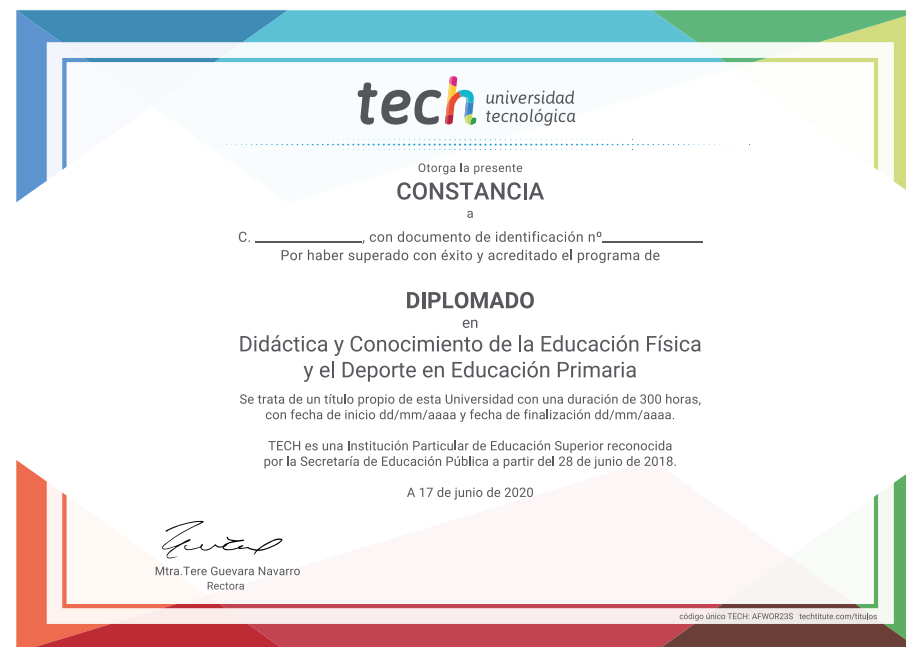 tech universidad
tecnológica
Otorga la presente
CONSTANCIA
a
C. ____________, con documento de identificación nº____________
Por haber superado con éxito y acreditado el programa de
DIPLOMADO
en
Didáctica y Conocimiento de la Educación Física
y el Deporte en Educación Primaria
Se trata de un título propio de esta Universidad con una duración de 300 horas,
con fecha de inicio dd/mm/aaaa y fecha de finalización dd/mm/aaaa.
TECH es una Institución Particular de Educación Superior reconocida
por la Secretaría de Educación Pública a partir del 28 de junio de 2018.
A 17 de junio de 2020
Mtra.Tere Guevara Navarro
Rectora
código único TECH: AFWOR23S techtitute.com/titulos